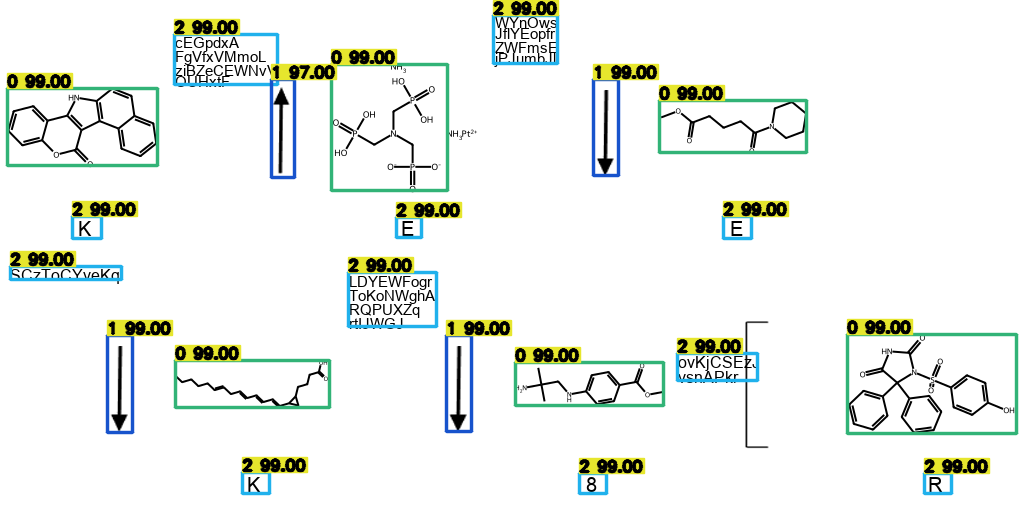 2 99.00
WYnOws
JflYEopfr
ZWFmsE
2 99.00
cEGpdxA
FgVfxVMmoL
0 99.00
1 97.00
0 99.00
1 99.00
0 99.00
HN
O
O
NH3
HO
P
O
OH
OH
O
P
HO
N
NH3Pt2+
O-
P
O-
O
O
O
N
O
2 99.00
K
2 99.00
E
2 99.00
E
2 99.00
SCzToCYveKq
2 99.00
LDYEWFogr
ToKoNWghA
RQPUXZq
1 99.00
0 99.00
OH
O
1 99.00
0 99.00
H2N
N
H
O
O
2 99.00
0 99.00
HN
O
O
N
S
O
O
OH
2 99.00
K
2 99.00
8
2 99.00
R